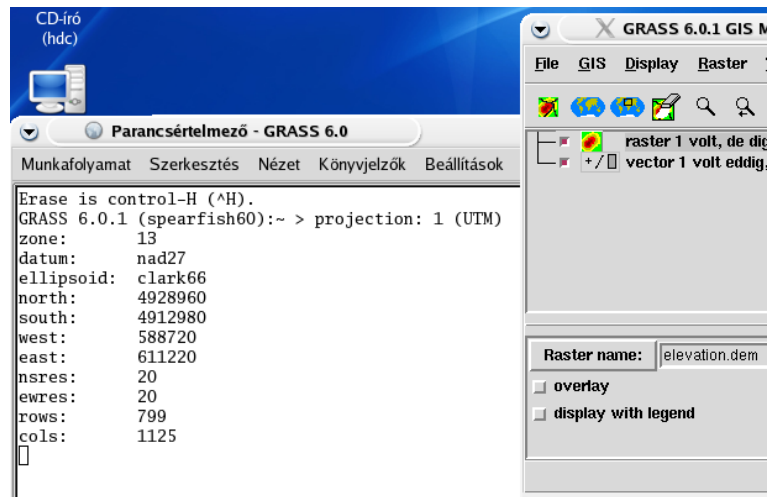 CD-író
(hdc)
Parancsértelmező - GRASS 6.0
Munkafolyamat Szerkesztés Nézet Könyvjelzők Beállítások
Erase is control-H (^H).
GRASS 6.0.1 (spearfish60):~ > projection: 1 (UTM)
zone: 13
datum: nad27
ellipsoid: clark66
north: 4928960
south: 4912980
west: 588720
east: 611220
nsres: 20
ewres: 20
rows: 799
cols: 1125
GRASS 6.0.1 GIS M
File GIS Display Raster
raster 1 volt, de dig
vector 1 volt eddig,
Raster name: elevation.dem
overlay
display with legend